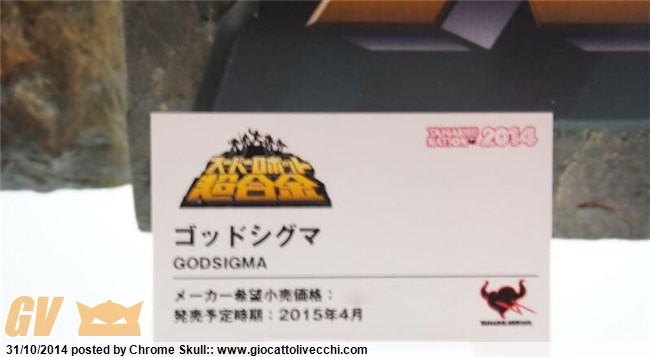 スーパーロボット
超合金
TAMASHII NATION 2014
ゴッドシグマ
GODSIGMA
メーカー希望小売価格：
発売予定時期：2015年4月
GV
31/10/2014 posted by Chrome Skull:: www.giocattolivecchi.com